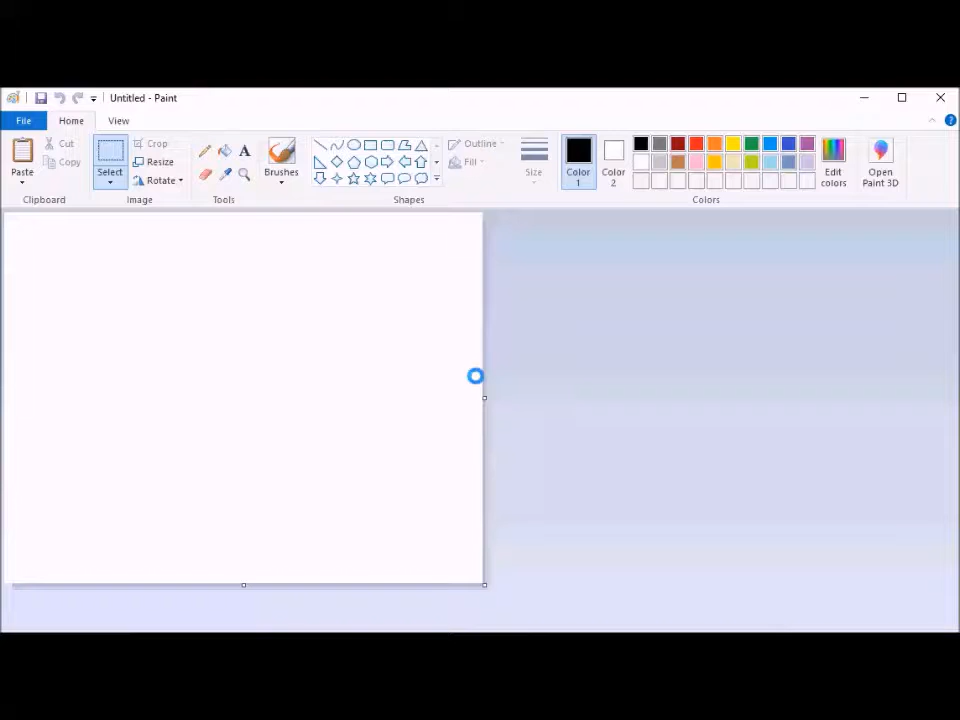 Untitled - Paint
File Home View
Paste
Cut
Copy
Clipboard
Select
Crop
Resize
Rotate
Image
A
Tools
Brushes
Shapes
Outline
Fill
Size
Color 1
Color 2
Edit colors
Colors
Open Paint 3D
?